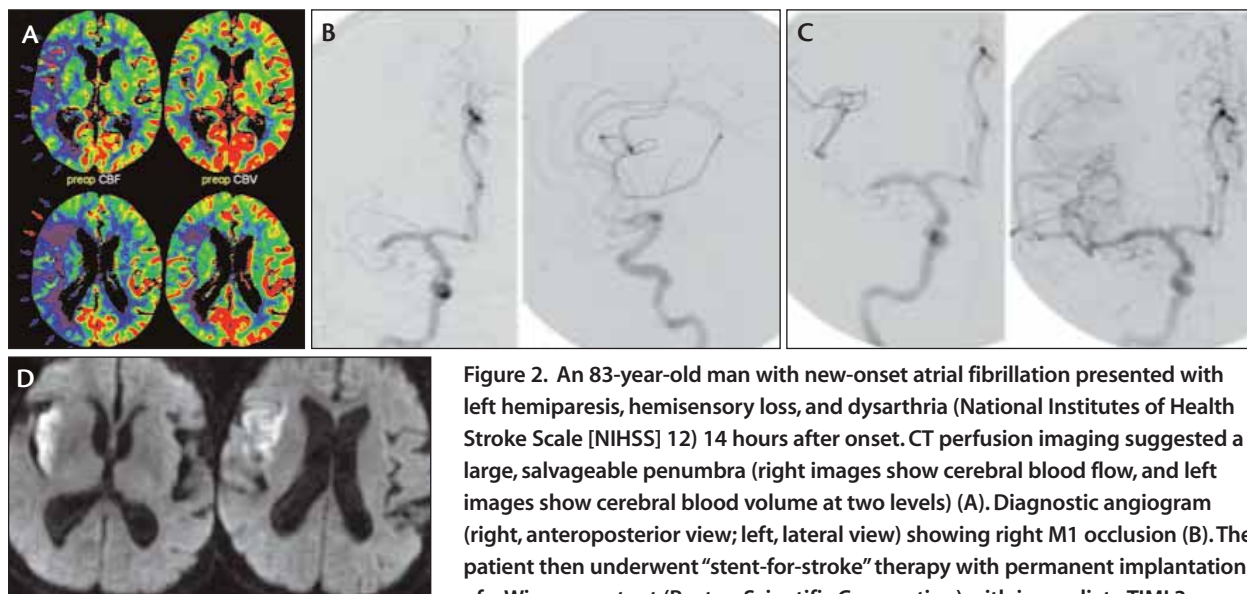 A
B
C
preop CBF
preop CBV
D
Figure 2. An 83-year-old man with new-onset atrial fibrillation presented with
left hemiparesis, hemisensory loss, and dysarthria (National Institutes of Health
Stroke Scale [NIHSS] 12) 14 hours after onset. CT perfusion imaging suggested a
large, salvageable penumbra (right images show cerebral blood flow, and left
images show cerebral blood volume at two levels) (A). Diagnostic angiogram
(right, anteroposterior view; left, lateral view) showing right M1 occlusion (B). The
patient then underwent “stent-for-stroke” therapy with permanent implantation